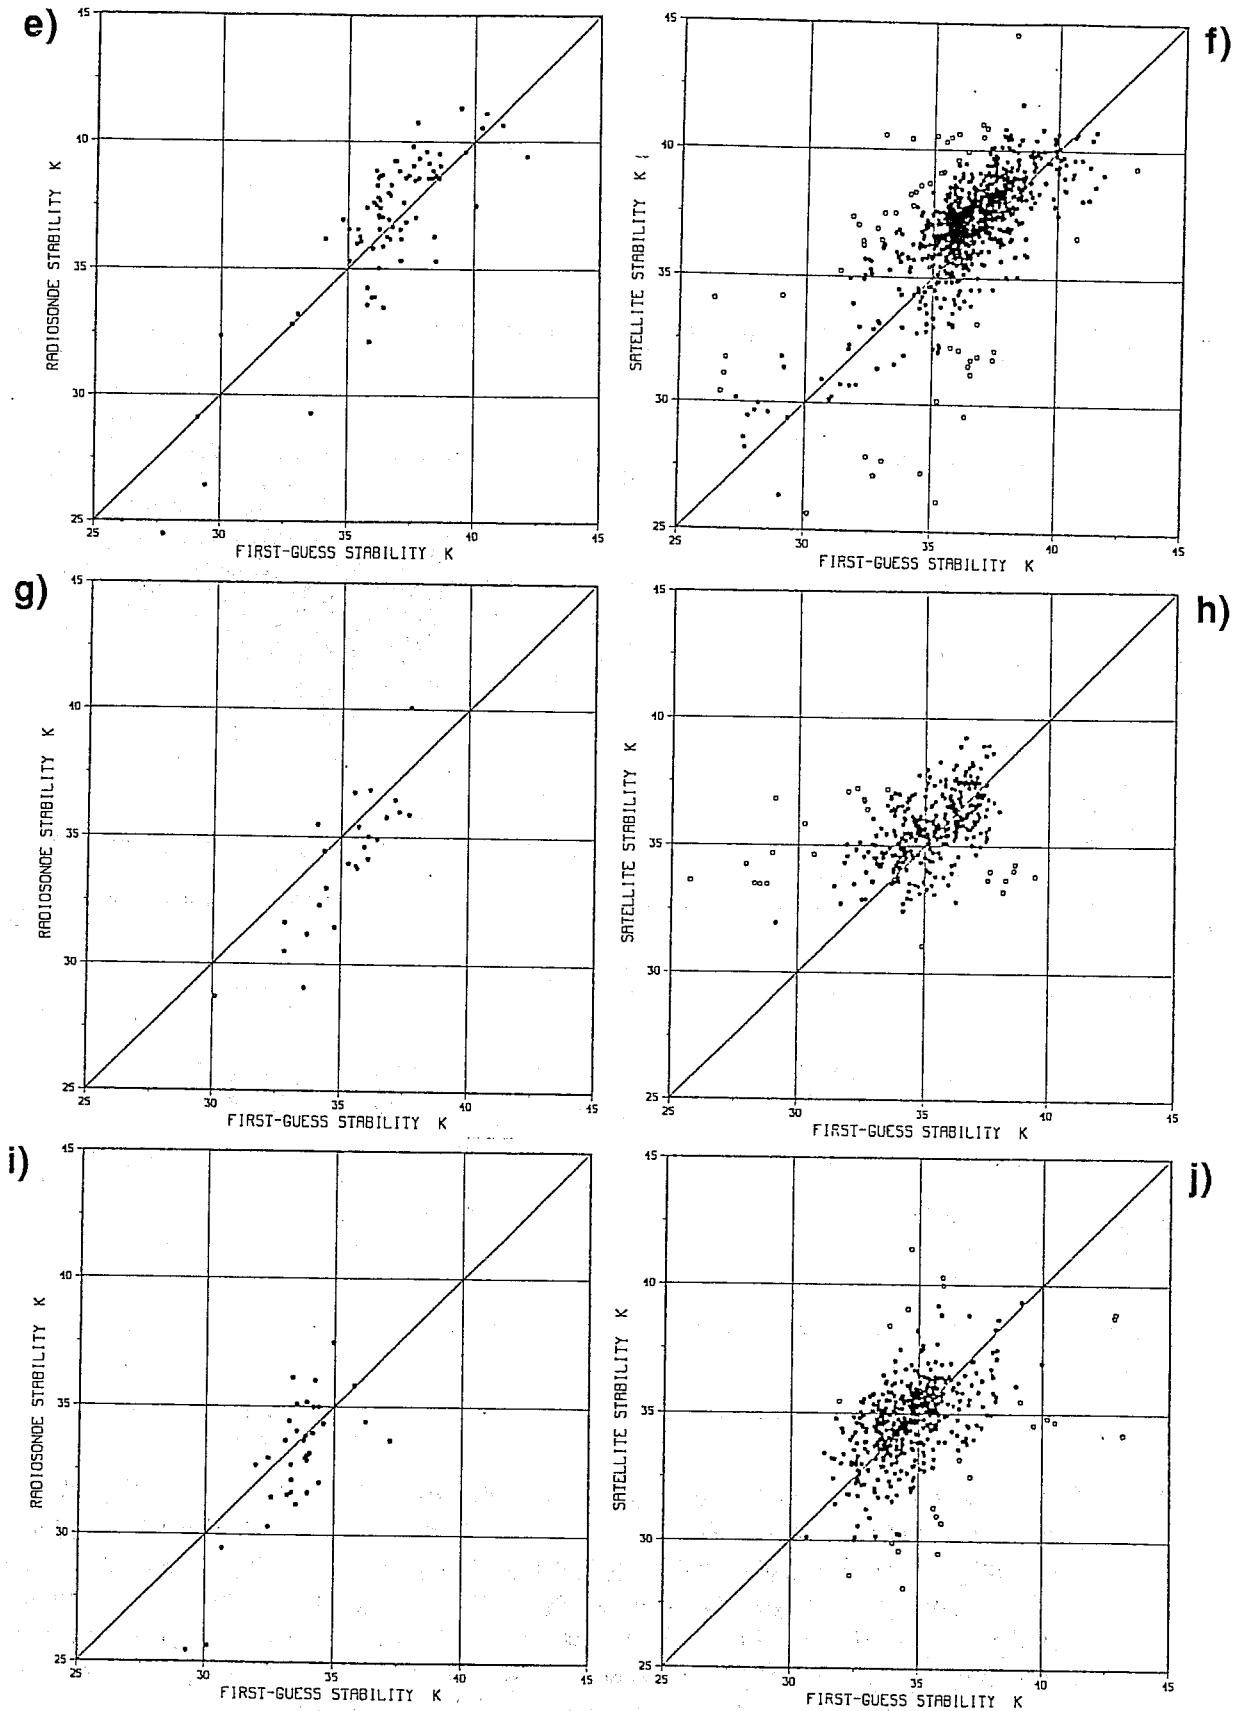 e)
45
40
35
30
25
RADIOSONDE STABILITY K
25 30 35 40 45
FIRST-GUESS STABILITY K
f)
45
40
35
30
25
SATELLITE STABILITY K
25 30 35 40 45
FIRST-GUESS STABILITY K
g)
45
40
35
30
25
RADIOSONDE STABILITY K
25 30 35 40 45
FIRST-GUESS STABILITY K
h)
45
40
35
30
25
SATELLITE STABILITY K
25 30 35 40 45
FIRST-GUESS STABILITY K
i)
45
40
35
30
25
RADIOSONDE STABILITY K
25 30 35 40 45
FIRST-GUESS STABILITY K
j)
45
40
35
30
25
SATELLITE STABILITY K
25 30 35 40 45
FIRST-GUESS STABILITY K